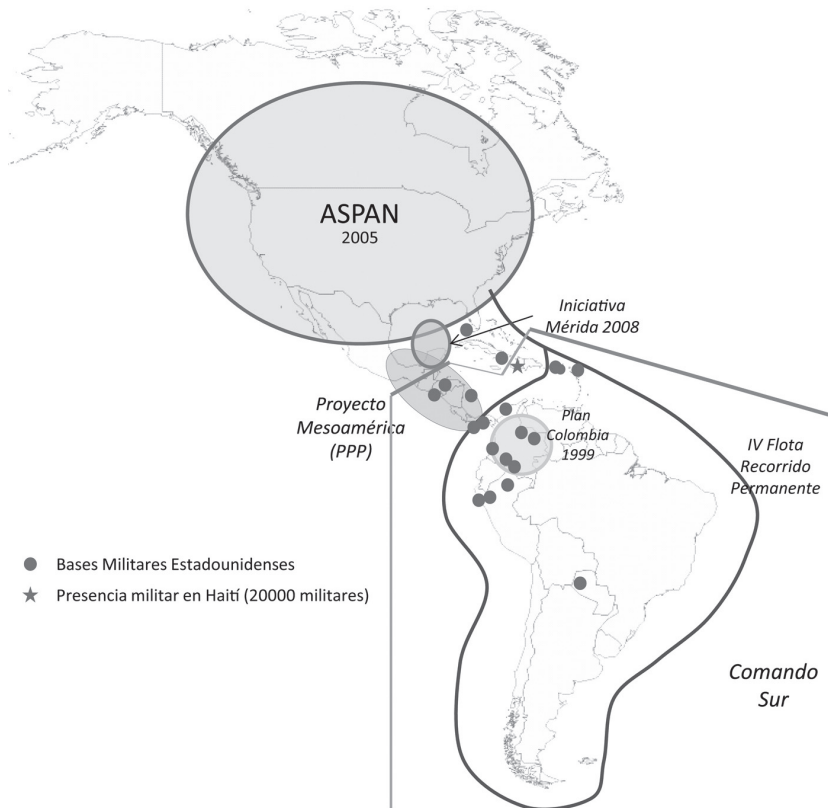 ASPAN
2005
Iniciativa
Mérida 2008
Proyecto
Mesoamérica
(PPP)
Plan
Colombia
1999
IV Flota
Recorrido
Permanente
Bases Militares Estadounidenses
Presencia militar en Haití (20000 militares)
Comando
Sur